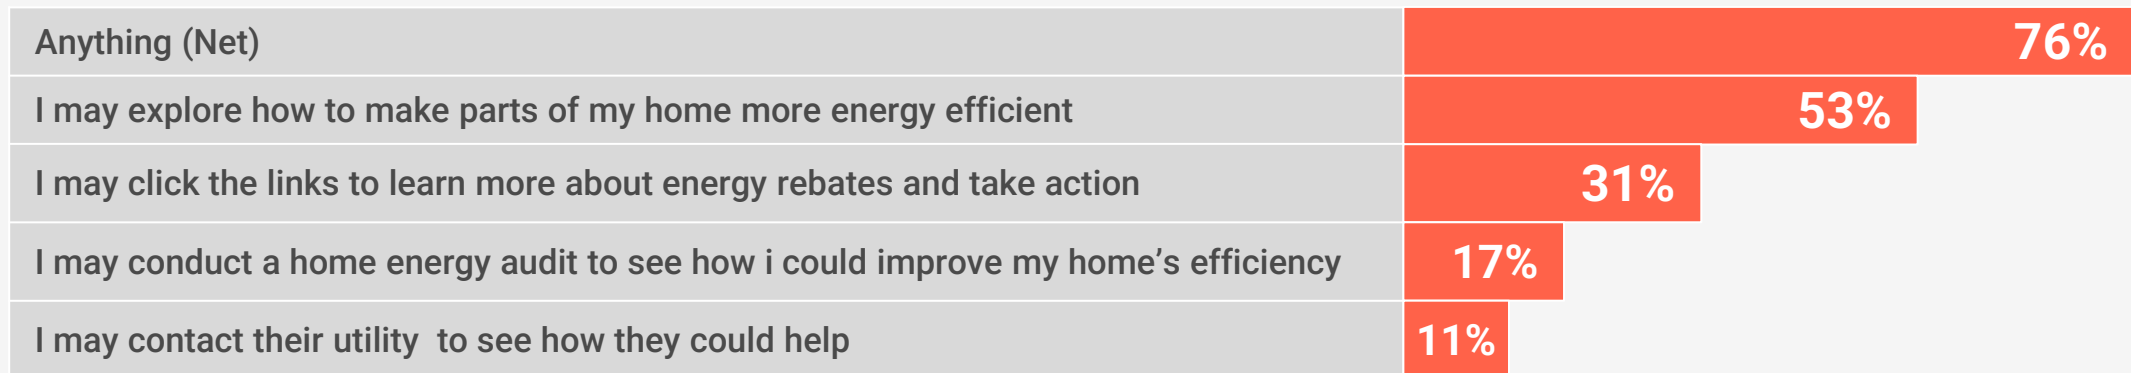 Anything (Net)
76%
I may explore how to make parts of my home more energy efficient
53%
I may click the links to learn more about energy rebates and take action
31%
I may conduct a home energy audit to see how i could improve my home’s efficiency
17%
I may contact their utility  to see how they could help
11%